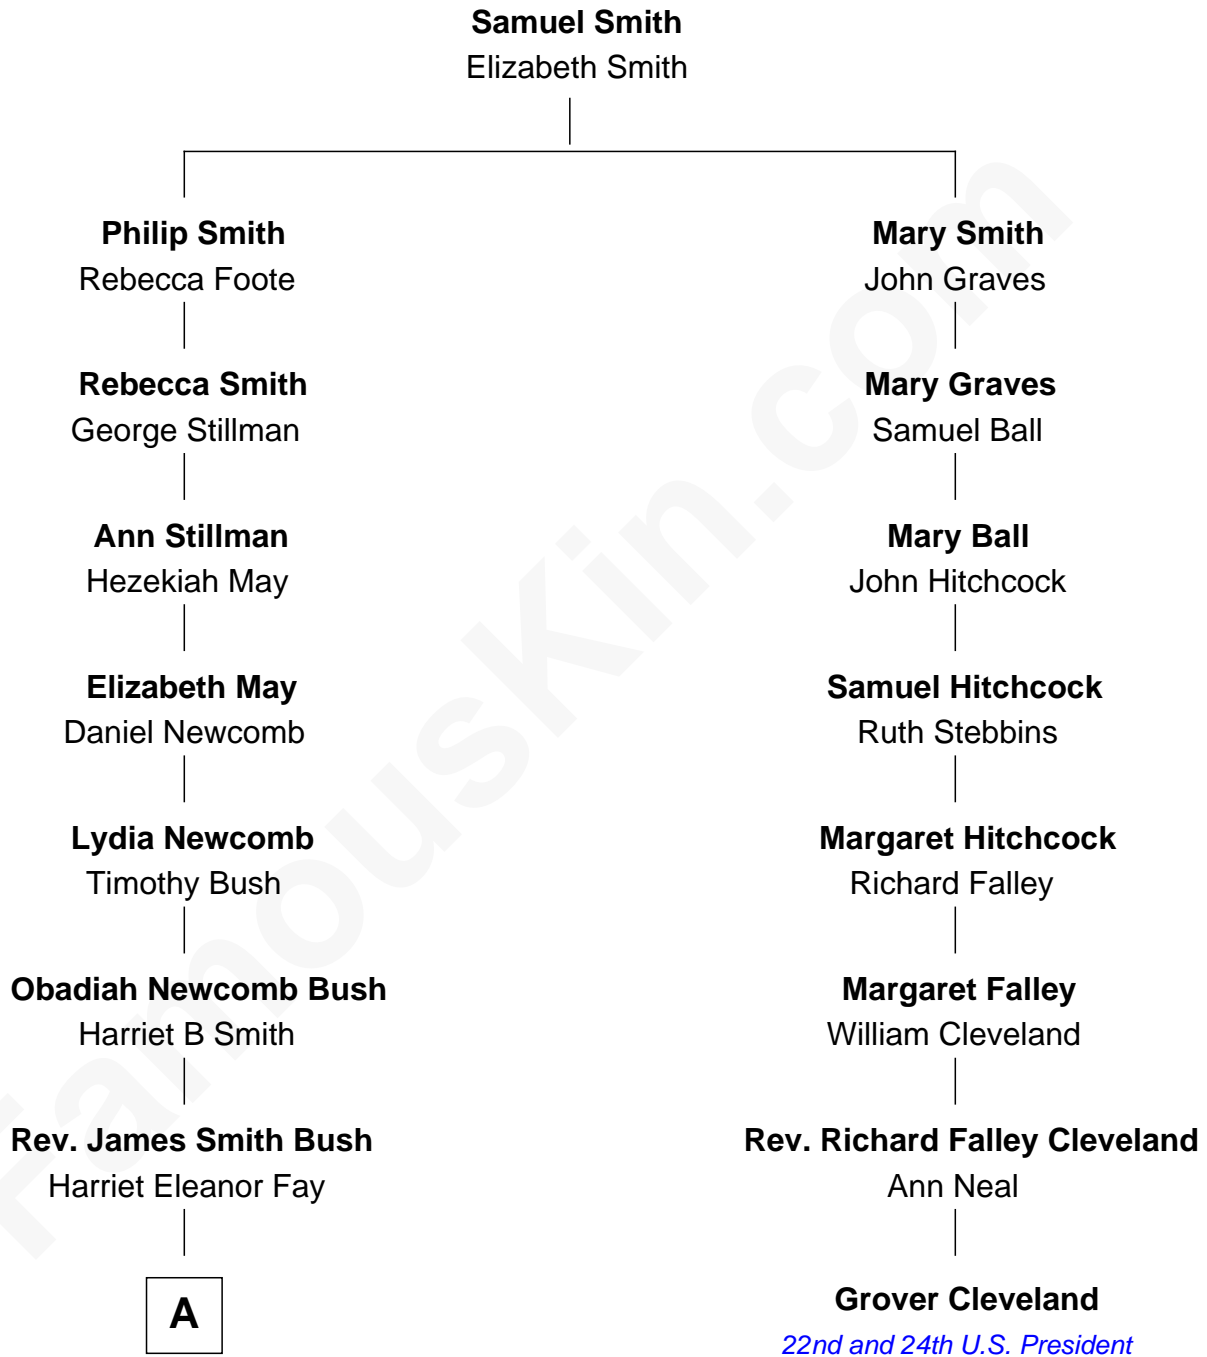 Samuel Smith
Elizabeth Smith
Philip Smith
Rebecca Foote
Mary Smith
John Graves
Rebecca Smith
George Stillman
Mary Graves
Samuel Ball
Ann Stillman
Hezekiah May
Mary Ball
John Hitchcock
Elizabeth May
Daniel Newcomb
Samuel Hitchcock
Ruth Stebbins
Lydia Newcomb
Timothy Bush
Margaret Hitchcock
Richard Falley
Obadiah Newcomb Bush
Harriet B Smith
Margaret Falley
William Cleveland
Rev. James Smith Bush
Harriet Eleanor Fay
Rev. Richard Falley Cleveland
Ann Neal
A
Grover Cleveland
22nd and 24th U.S. President
FamousKin.com